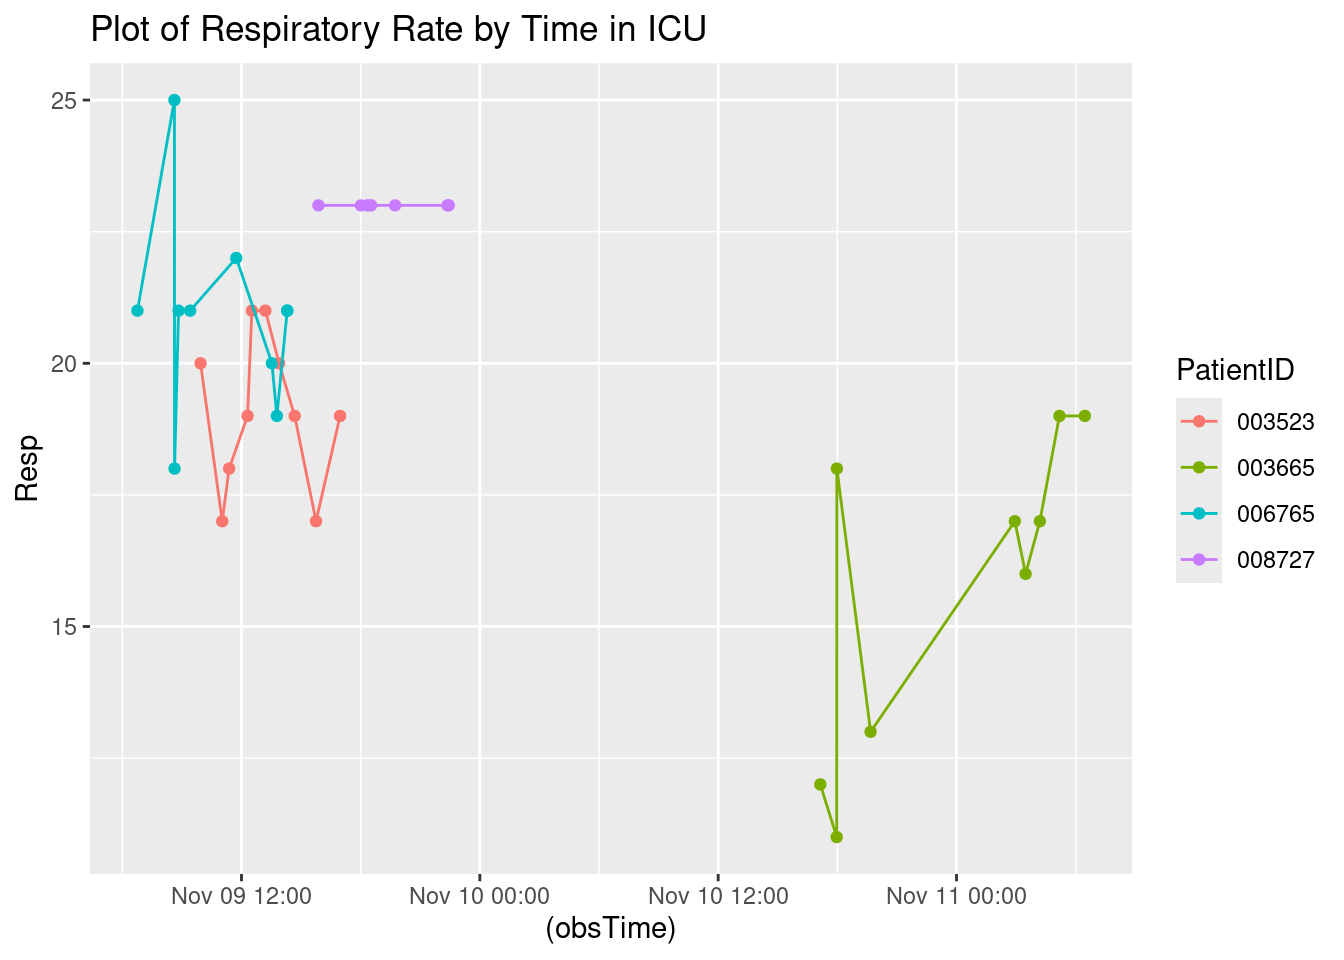 Plot of Respiratory Rate by Time in ICU
25
20
15
Resp
Nov 09 12:00
Nov 10 00:00
Nov 10 12:00
Nov 11 00:00
(obsTime)
PatientID
003523
003665
006765
008727